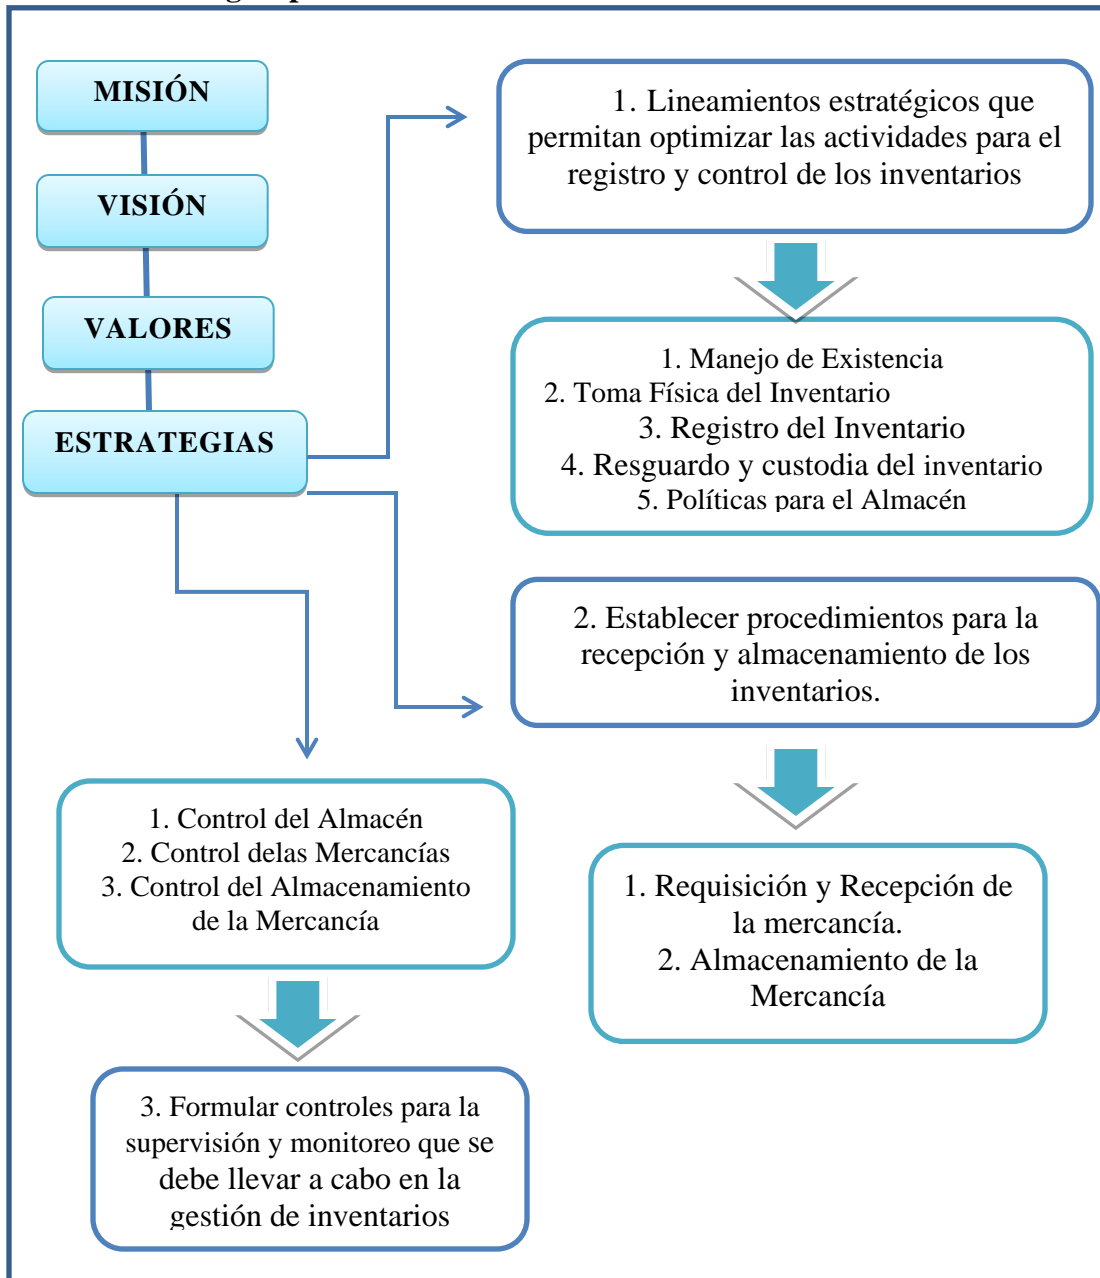 MISIÓN
VISIÓN
VALORES
ESTRATEGIAS
1. Lineamientos estratégicos que
permitan optimizar las actividades para el
registro y control de los inventarios
1. Manejo de Existencia
2. Toma Física del Inventario
3. Registro del Inventario
4. Resguardo y custodia del inventario
5. Políticas para el Almacén
2. Establecer procedimientos para la
recepción y almacenamiento de los
inventarios.
1. Requisición y Recepción de
la mercancía.
2. Almacenamiento de la
Mercancía
1. Control del Almacén
2. Control delas Mercancías
3. Control del Almacenamiento
de la Mercancía
3. Formular controles para la
supervisión y monitoreo que se
debe llevar a cabo en la
gestión de inventarios